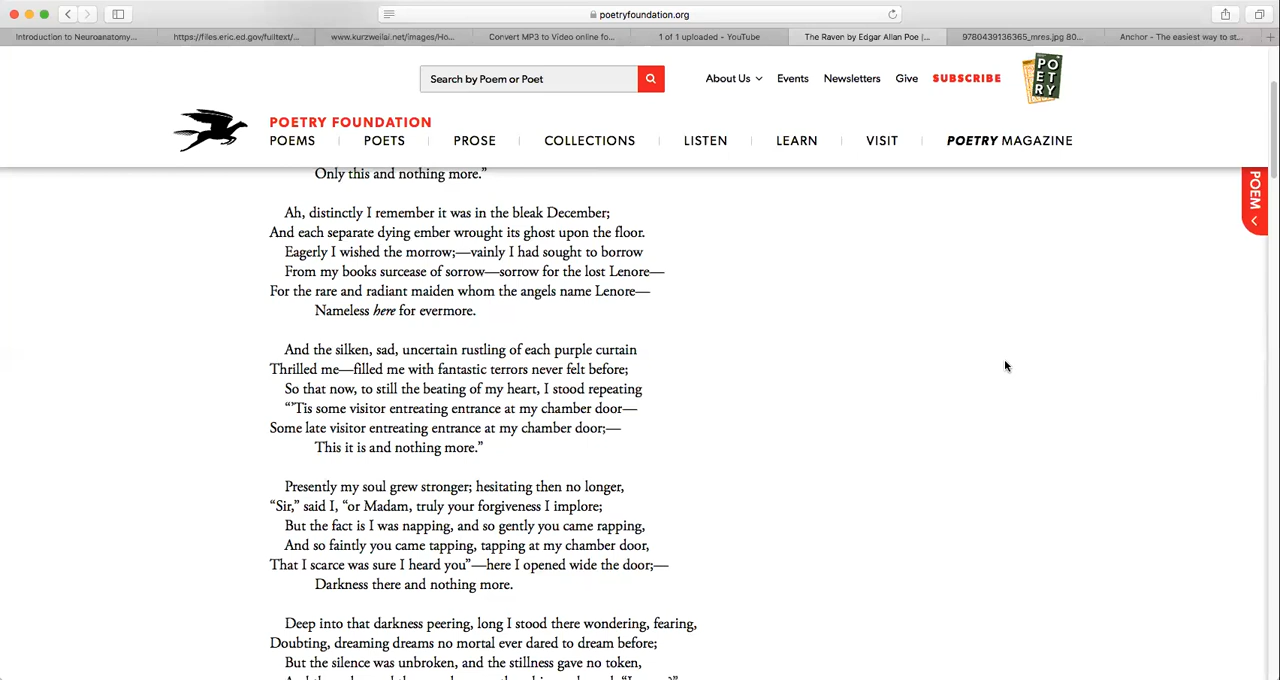 poetryfoundation.org
Introduction to Neuroanatomy...
https://files.eric.ed.gov/fulltext/...
www.kurzweilai.net/images/Ho...
Convert MP3 to Video online fo...
1 of 1 uploaded - YouTube
The Raven by Edgar Allan Poe |...
9780439136365_mres.jpg 80...
Anchor - The easiest way to st...
Search by Poem or Poet
About Us
Events
Newsletters
Give
SUBSCRIBE
PO
ET
RY
POETRY FOUNDATION
POEMS
POETS
PROSE
COLLECTIONS
LISTEN
LEARN
VISIT
POETRY MAGAZINE
POEM
Only this and nothing more.”
Ah, distinctly I remember it was in the bleak December;
And each separate dying ember wrought its ghost upon the floor.
Eagerly I wished the morrow;—vainly I had sought to borrow
From my books surcease of sorrow—sorrow for the lost Lenore—
For the rare and radiant maiden whom the angels name Lenore—
Nameless here for evermore.
And the silken, sad, uncertain rustling of each purple curtain
Thrilled me—filled me with fantastic terrors never felt before;
So that now, to still the beating of my heart, I stood repeating
“’Tis some visitor entreating entrance at my chamber door—
Some late visitor entreating entrance at my chamber door;—
This it is and nothing more.”
Presently my soul grew stronger; hesitating then no longer,
“Sir,” said I, “or Madam, truly your forgiveness I implore;
But the fact is I was napping, and so gently you came rapping,
And so faintly you came tapping, tapping at my chamber door,
That I scarce was sure I heard you”—here I opened wide the door;—
Darkness there and nothing more.
Deep into that darkness peering, long I stood there wondering, fearing,
Doubting, dreaming dreams no mortal ever dared to dream before;
But the silence was unbroken, and the stillness gave no token,